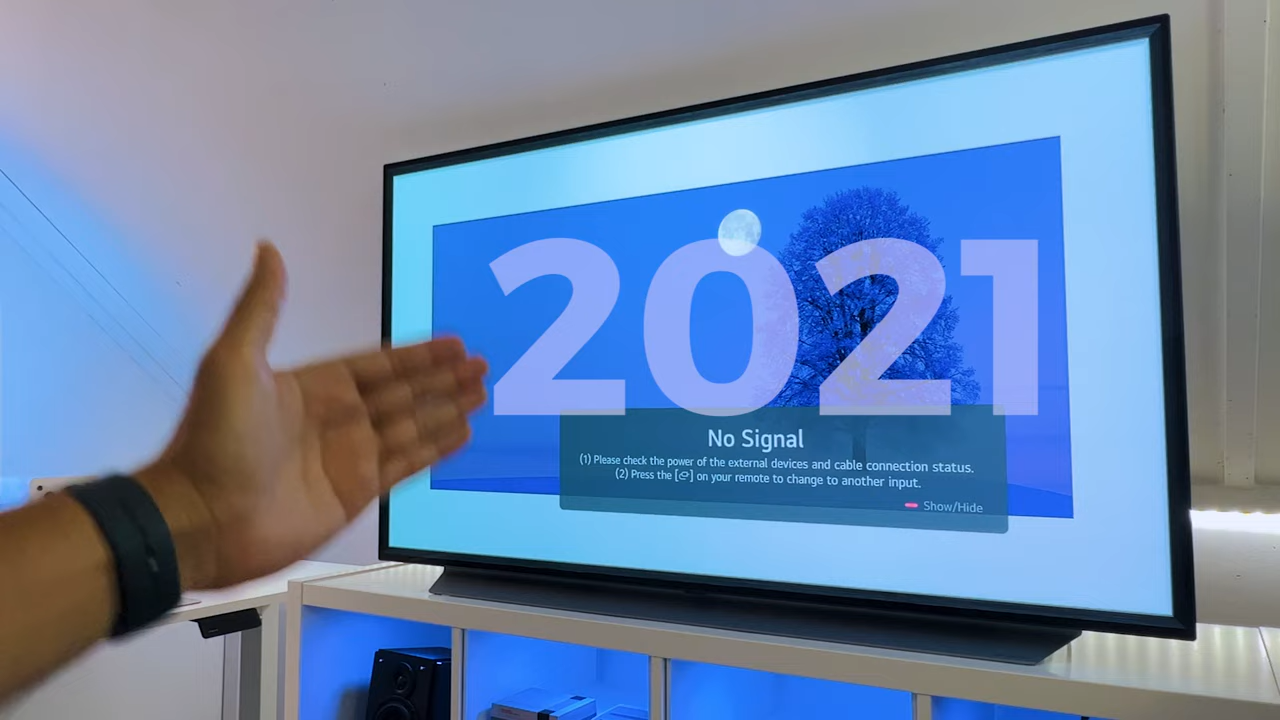 2021
No Signal
(1) Please check the power of the external devices and cable connection status.
(2) Press the [⏎] on your remote to change to another input.
Show/Hide